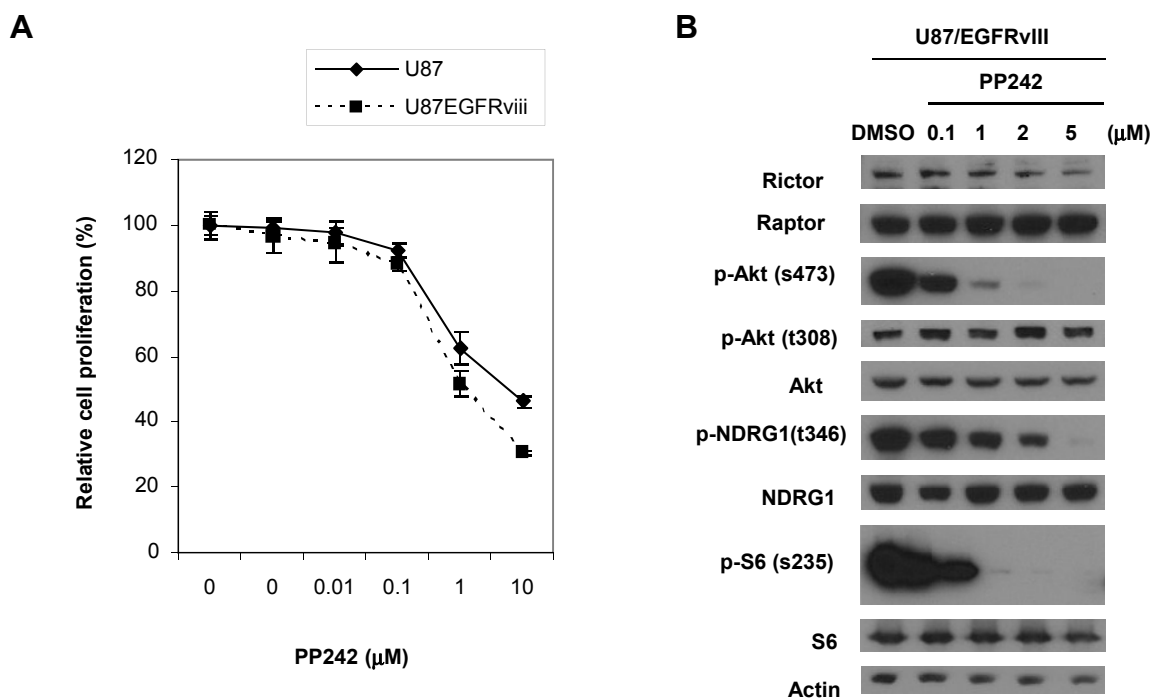 A
U87
U87EGFRviii
Relative cell proliferation (%)
120
100
80
60
40
20
0
0 0 0.01 0.1 1 10
PP242 (μM)
B
U87/EGFRvIII
PP242
DMSO 0.1 1 2 5 (μM)
Rictor
Raptor
p-Akt (s473)
p-Akt (t308)
Akt
p-NDRG1(t346)
NDRG1
p-S6 (s235)
S6
Actin